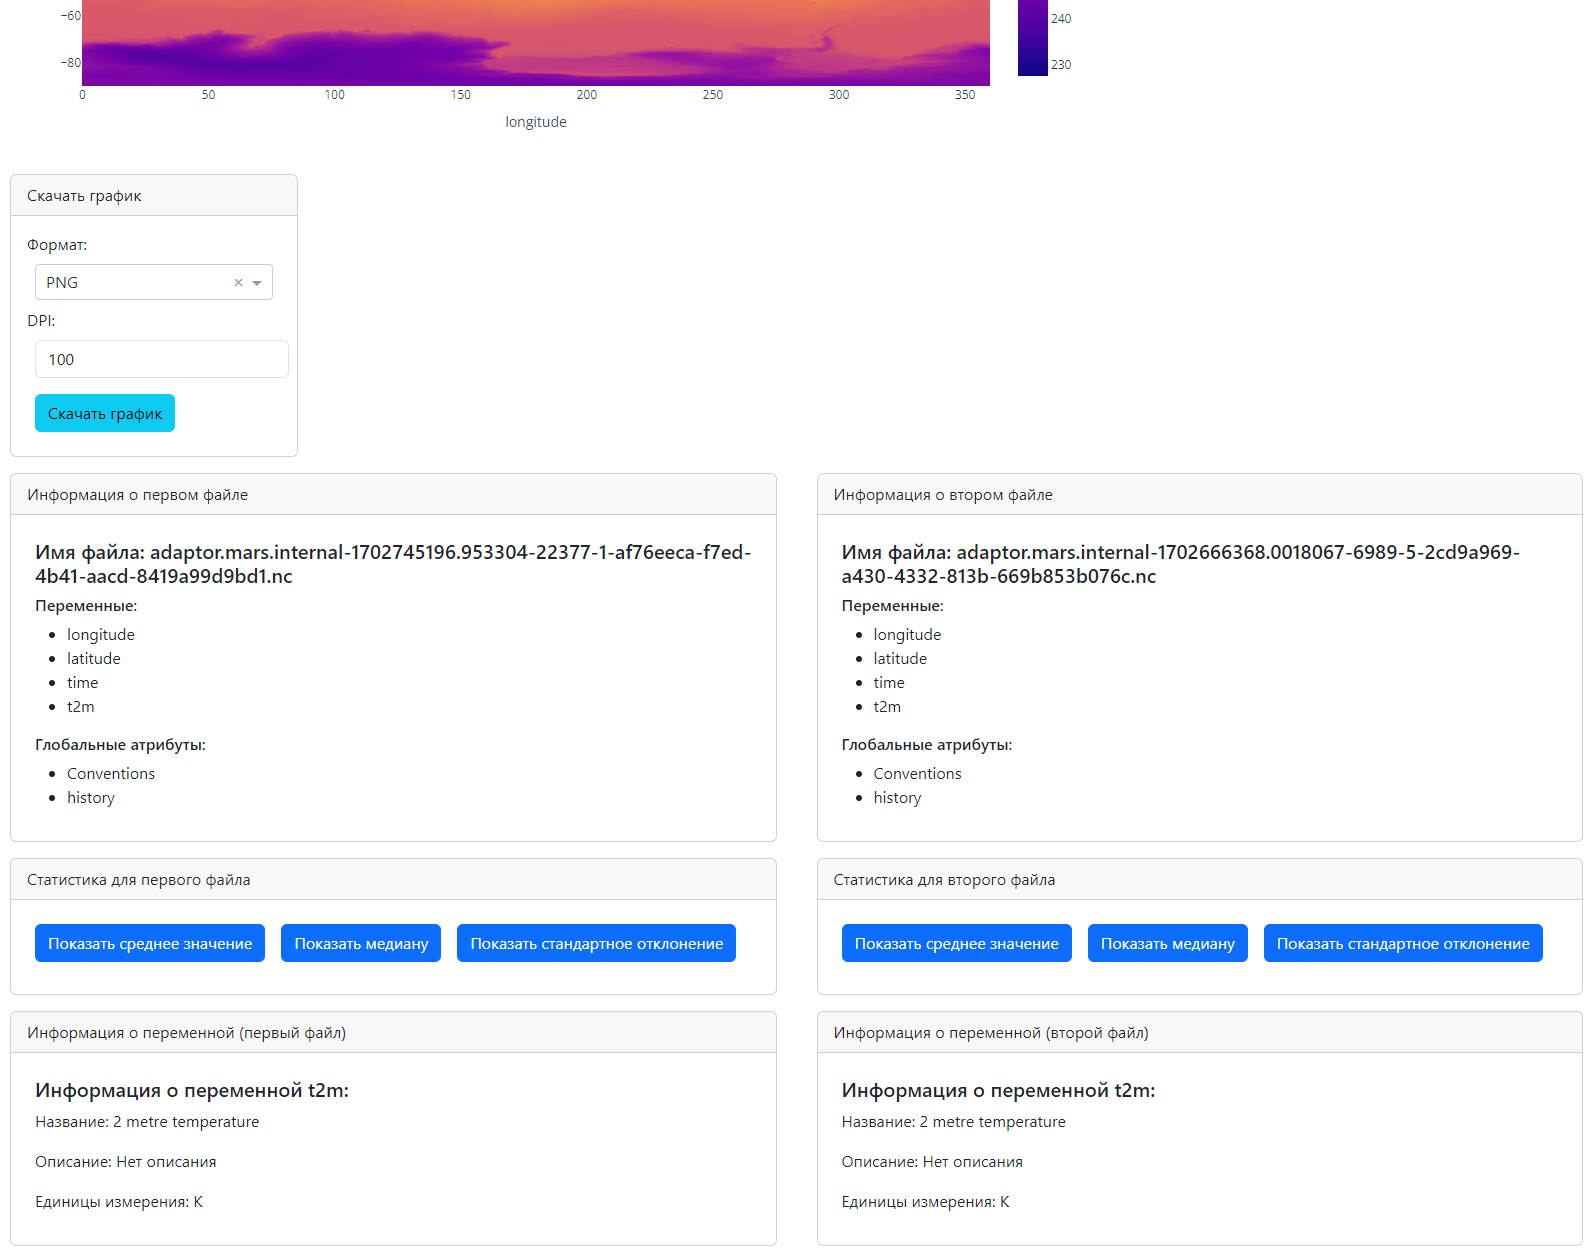 −60
240
−80
230
0 50 100 150 200 250 300 350
longitude
Скачать график
Формат:
PNG × 
DPI:
100
Скачать график
Информация о первом файле
Имя файла: adaptor.mars.internal-1702745196.953304-22377-1-af76eeca-f7ed-
4b41-aacd-8419a99d9bd1.nc
Переменные:
longitude
latitude
time
t2m
Глобальные атрибуты:
Conventions
history
Информация о втором файле
Имя файла: adaptor.mars.internal-1702666368.0018067-6989-5-2cd9a969-
a430-4332-813b-669b853b076c.nc
Переменные:
longitude
latitude
time
t2m
Глобальные атрибуты:
Conventions
history
Статистика для первого файла
Показать среднее значение Показать медиану Показать стандартное отклонение
Статистика для второго файла
Показать среднее значение Показать медиану Показать стандартное отклонение
Информация о переменной (первый файл)
Информация о переменной t2m:
Название: 2 metre temperature
Описание: Нет описания
Единицы измерения: K
Информация о переменной (второй файл)
Информация о переменной t2m:
Название: 2 metre temperature
Описание: Нет описания
Единицы измерения: K